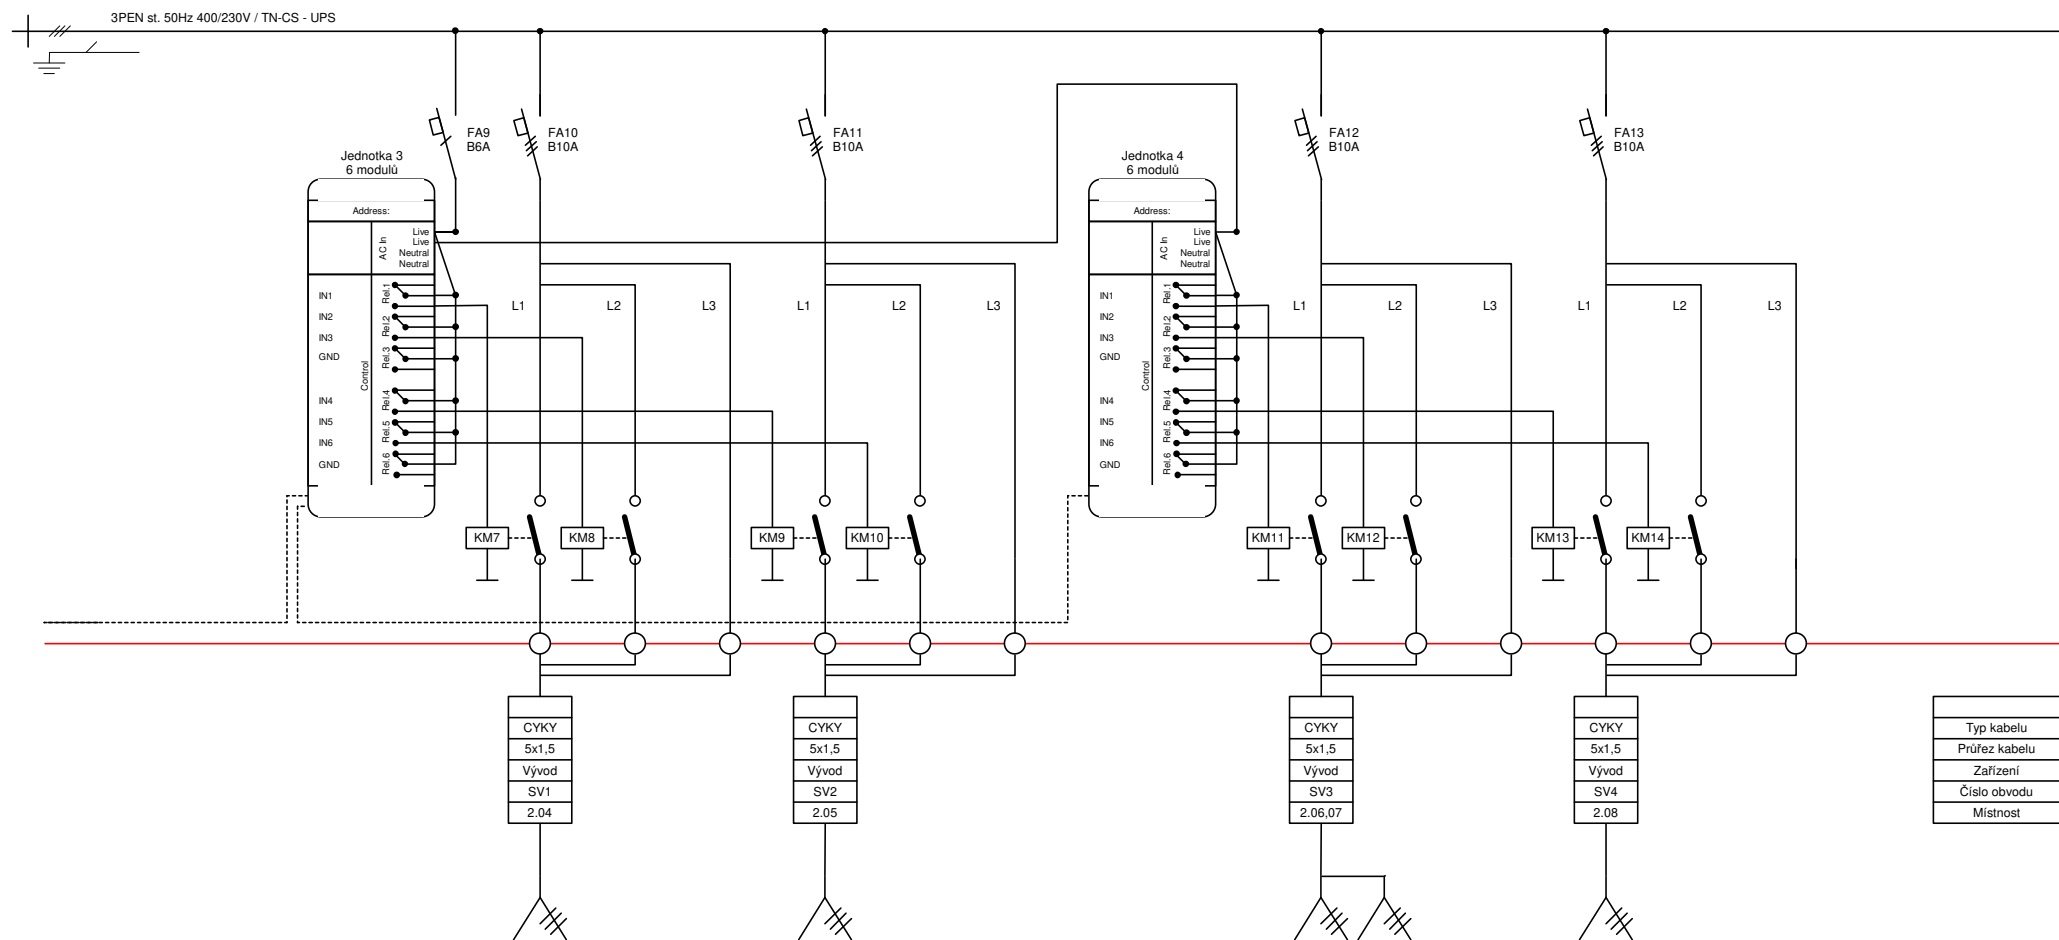 3PEN st. 50Hz 400/230V / TN-CS - UPS
FA9
B6A
FA10
B10A
FA11
B10A
FA12
B10A
FA13
B10A
Jednotka 3
6 modulů
Address:
AC In
Live
Live
Neutral
Neutral
Control
IN1
IN2
IN3
GND
IN4
IN5
IN6
GND
Rel.1
Rel.2
Rel.3
Rel.4
Rel.5
Rel.6
L1
L2
L3
L1
L2
L3
Jednotka 4
6 modulů
Address:
AC In
Live
Live
Neutral
Neutral
Control
IN1
IN2
IN3
GND
IN4
IN5
IN6
GND
Rel.1
Rel.2
Rel.3
Rel.4
Rel.5
Rel.6
L1
L2
L3
L1
L2
L3
KM7
KM8
KM9
KM10
KM11
KM12
KM13
KM14
CYKY
5x1,5
Vývod
SV1
2.04
CYKY
5x1,5
Vývod
SV2
2.05
CYKY
5x1,5
Vývod
SV3
2.06,07
CYKY
5x1,5
Vývod
SV4
2.08
Typ kabelu
Průřez kabelu
Zařízení
Číslo obvodu
Místnost